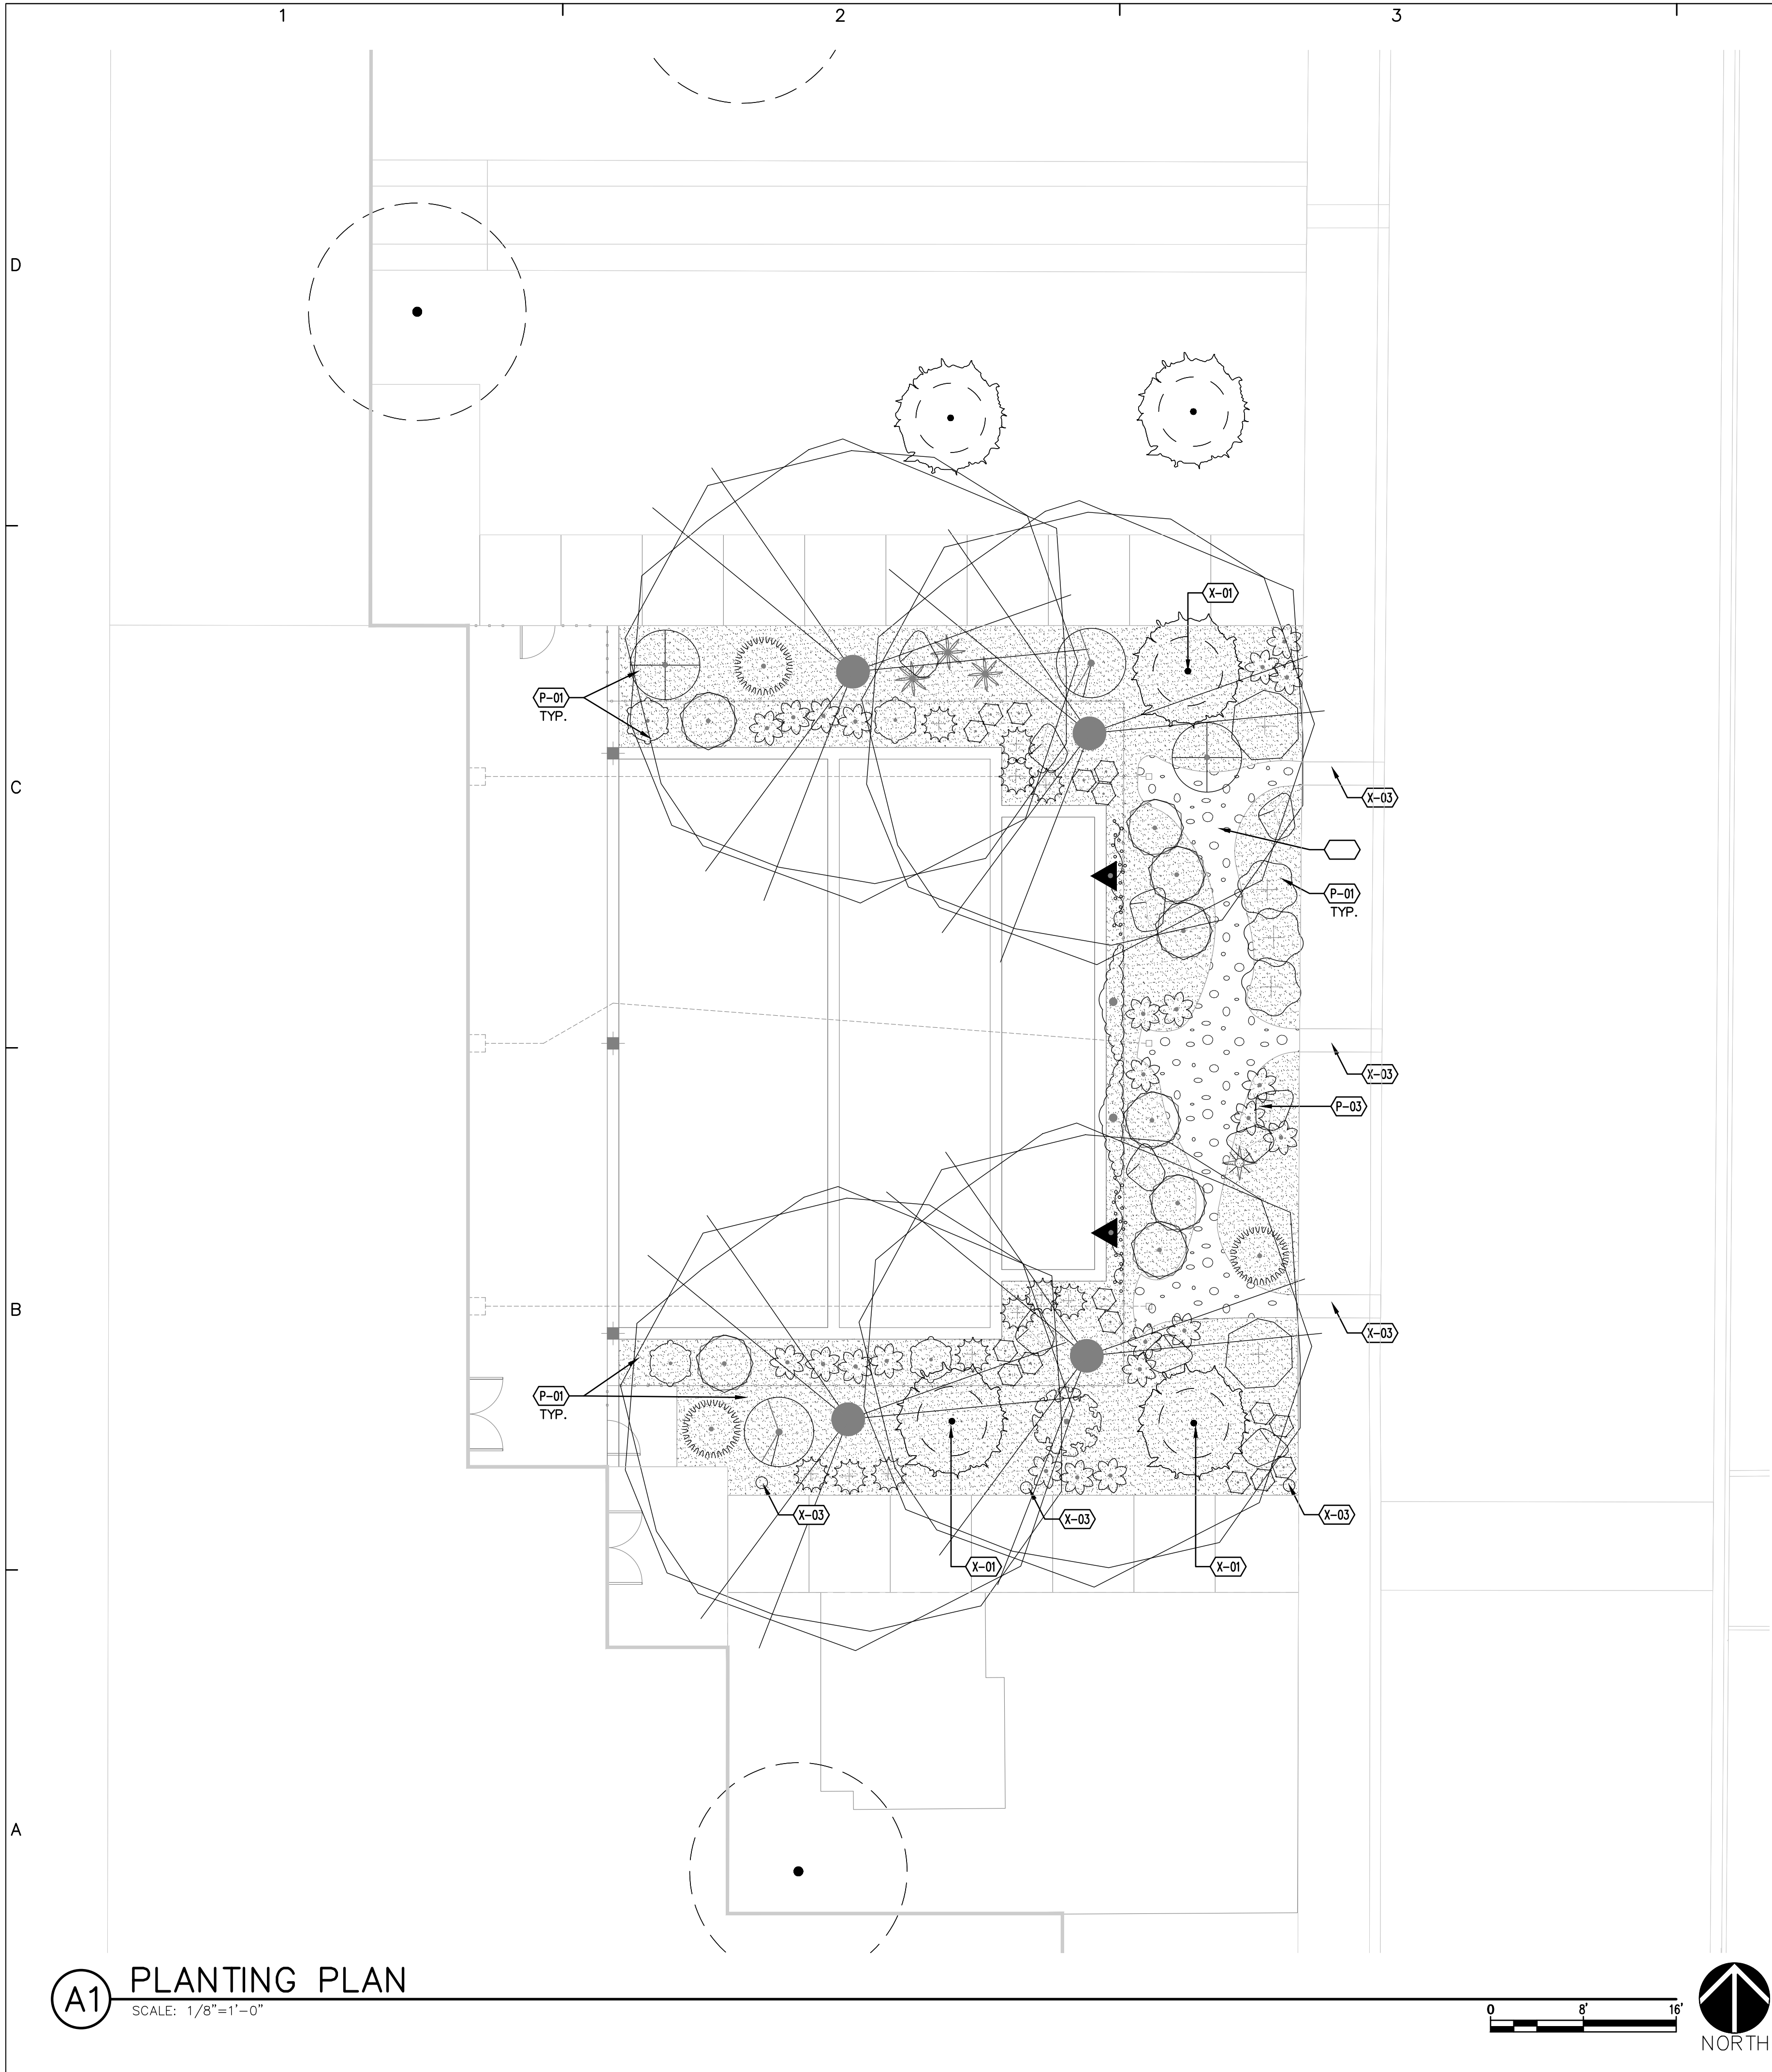 1 2 3
D
X-01
P-01
TYP.
C
X-03
P-01
TYP.
X-03
P-03
B
X-03
P-01
TYP.
X-03
X-03
X-03
X-01
X-01
A
A1
PLANTING PLAN
SCALE: 1/8"=1'-0"
0 8' 16'
NORTH